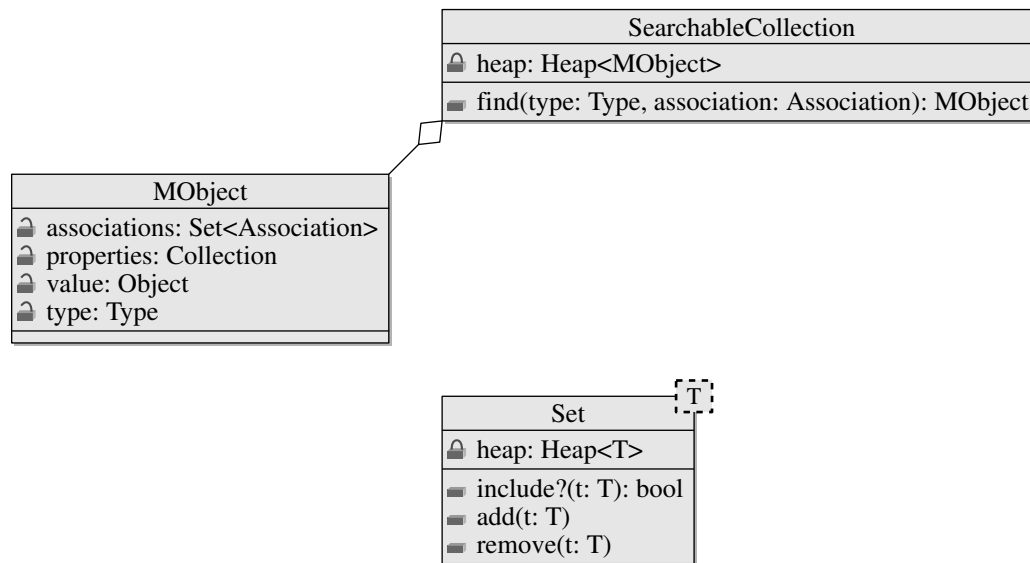 SearchableCollection
heap: Heap<MObject>
find(type: Type, association: Association): MObject
MObject
associations: Set<Association>
properties: Collection
value: Object
type: Type
T
Set
heap: Heap<T>
include?(t: T): bool
add(t: T)
remove(t: T)